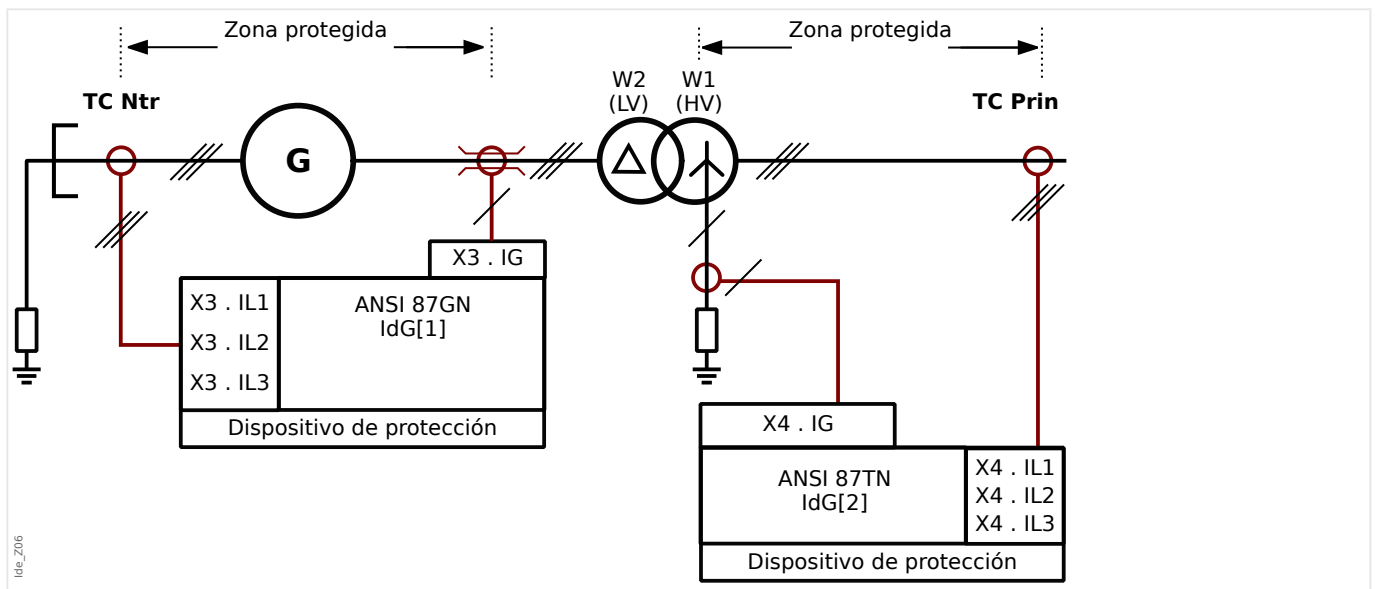 Zona protegida
Zona protegida
W2
(LV)
W1
(HV)
TC Ntr
TC Prin
G
X3 . IG
X3 . IL1
X3 . IL2
X3 . IL3
ANSI 87GN
IdG[1]
Dispositivo de protección
X4 . IG
ANSI 87TN
IdG[2]
X4 . IL1
X4 . IL2
X4 . IL3
Dispositivo de protección
Ide_Z06